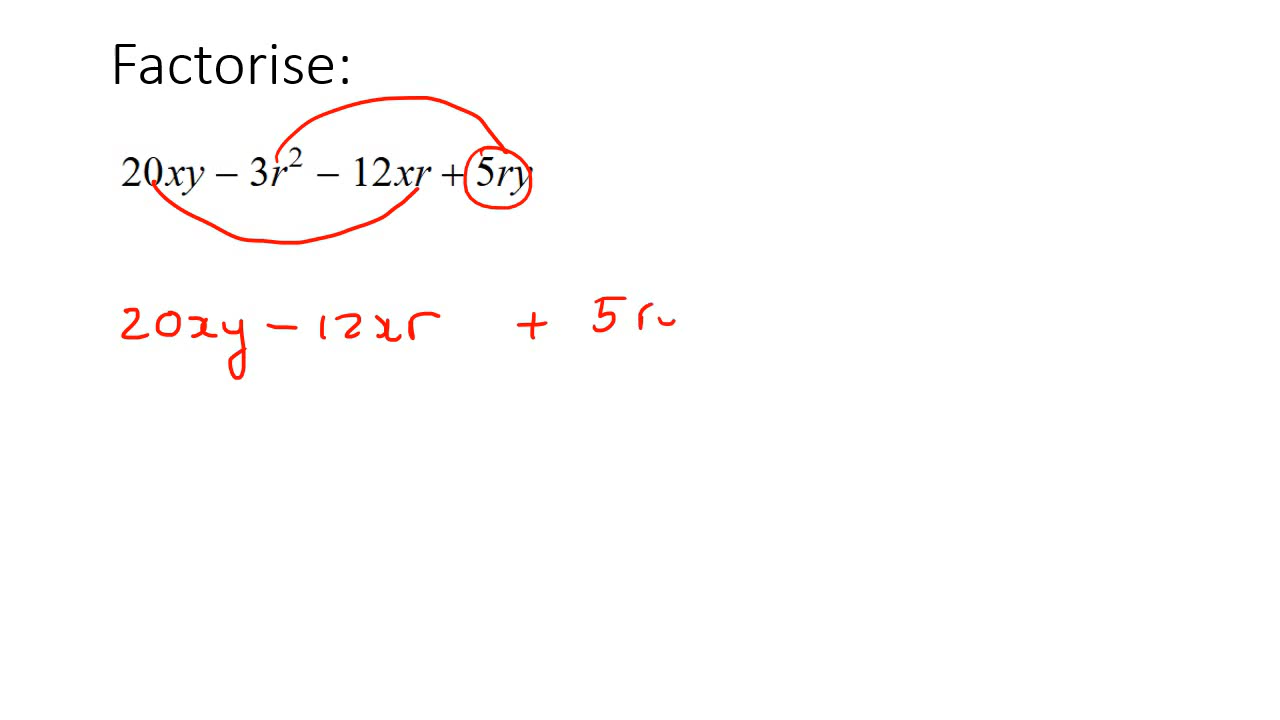 Factorise:
20xy − 3r² − 12xr + 5ry
20xy − 12xr + 5r